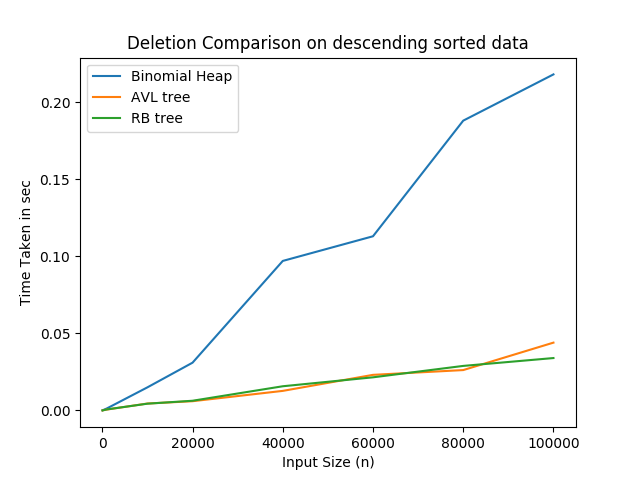 Deletion Comparison on descending sorted data
Binomial Heap
AVL tree
RB tree
Time Taken in sec
0.20
0.15
0.10
0.05
0.00
0 20000 40000 60000 80000 100000
Input Size (n)